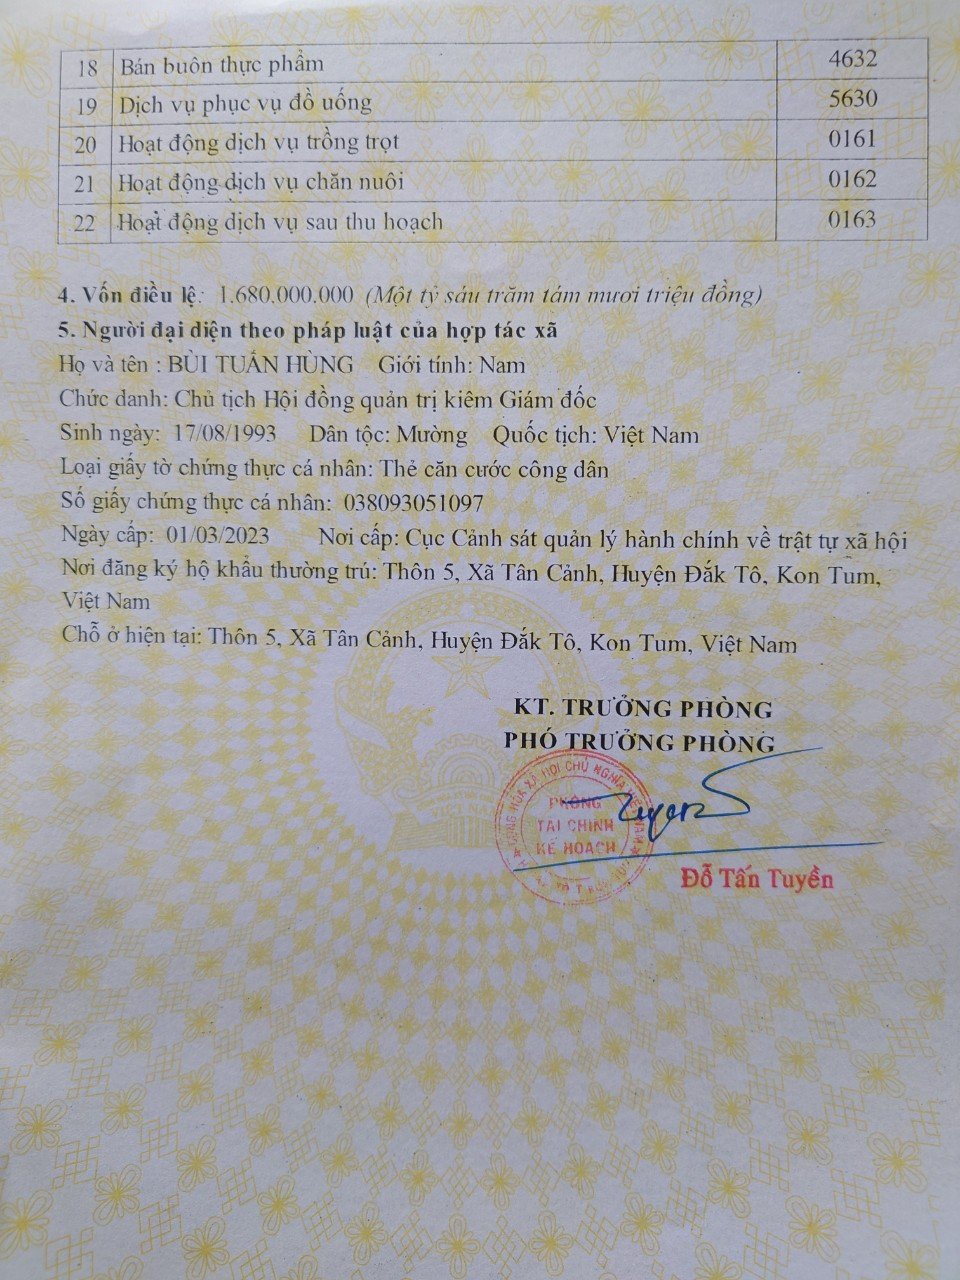 18 Bán buôn thực phẩm 4632
19 Dịch vụ phục vụ đồ uống 5630
20 Hoạt động dịch vụ trồng trọt 0161
21 Hoạt động dịch vụ chăn nuôi 0162
22 Hoạt động dịch vụ sau thu hoạch 0163
4. Vốn điều lệ: 1.680.000.000 (Một tỷ sáu trăm tám mươi triệu đồng)
5. Người đại diện theo pháp luật của hợp tác xã
Họ và tên : BÙI TUẤN HÙNG Giới tính: Nam
Chức danh: Chủ tịch Hội đồng quản trị kiêm Giám đốc
Sinh ngày: 17/08/1993 Dân tộc: Mường Quốc tịch: Việt Nam
Loại giấy tờ chứng thực cá nhân: Thẻ căn cước công dân
Số giấy chứng thực cá nhân: 038093051097
Ngày cấp: 01/03/2023 Nơi cấp: Cục Cảnh sát quản lý hành chính về trật tự xã hội
Nơi đăng ký hộ khẩu thường trú: Thôn 5, Xã Tân Cảnh, Huyện Đắk Tô, Kon Tum,
Việt Nam
Chỗ ở hiện tại: Thôn 5, Xã Tân Cảnh, Huyện Đắk Tô, Kon Tum, Việt Nam
KT. TRƯỞNG PHÒNG
PHÓ TRƯỞNG PHÒNG
CỘNG HÒA XÃ HỘI CHỦ NGHĨA VIỆT NAM
PHÒNG
TÀI CHÍNH
KẾ HOẠCH
Đỗ Tấn Tuyền